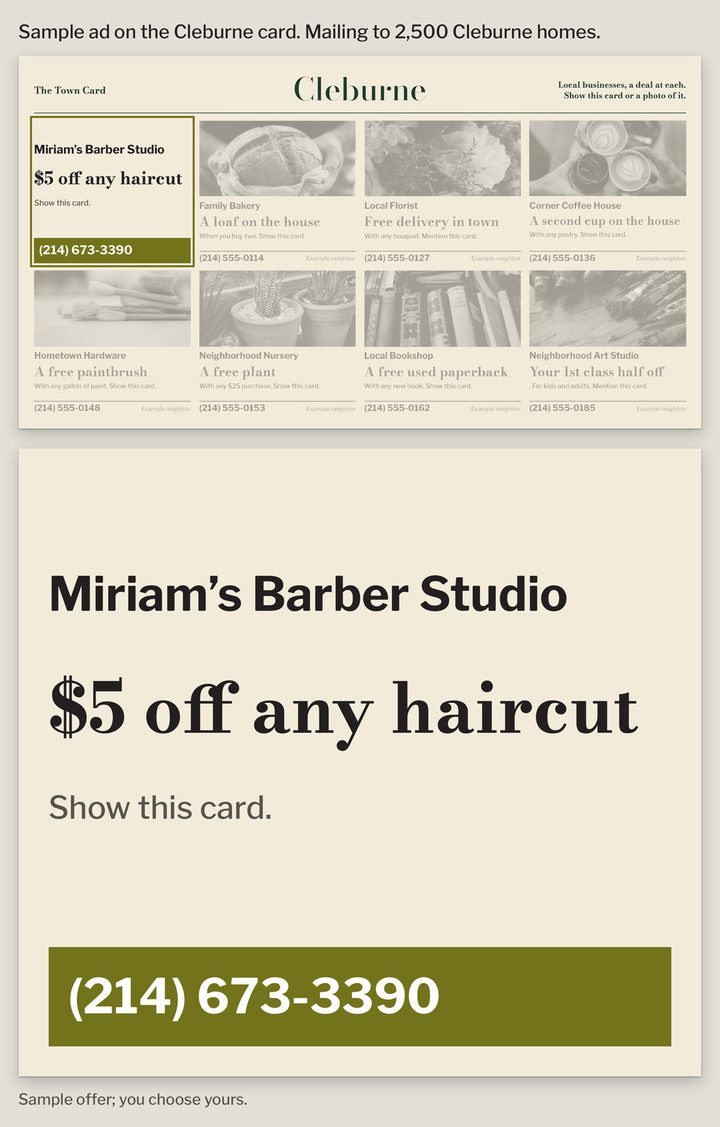 Sample ad on the Cleburne card. Mailing to 2,500 Cleburne homes.
The Town Card
Cleburne
Local businesses, a deal at each.
Show this card or a photo of it.
Miriam’s Barber Studio
$5 off any haircut
Show this card.
(214) 673-3390
Family Bakery
A loaf on the house
When you buy two. Show this card.
(214) 555-0114
Example neighbor
Local Florist
Free delivery in town
With any bouquet. Mention this card.
(214) 555-0127
Example neighbor
Corner Coffee House
A second cup on the house
With any pastry. Show this card.
(214) 555-0136
Example neighbor
Hometown Hardware
A free paintbrush
With any gallon of paint. Show this card.
(214) 555-0148
Example neighbor
Neighborhood Nursery
A free plant
With any $25 purchase. Show this card.
(214) 555-0153
Example neighbor
Local Bookshop
A free used paperback
With any new book. Show this card.
(214) 555-0162
Example neighbor
Neighborhood Art Studio
Your 1st class half off
For kids and adults. Mention this card.
(214) 555-0185
Example neighbor
Miriam’s Barber Studio
$5 off any haircut
Show this card.
(214) 673-3390
Sample offer; you choose yours.